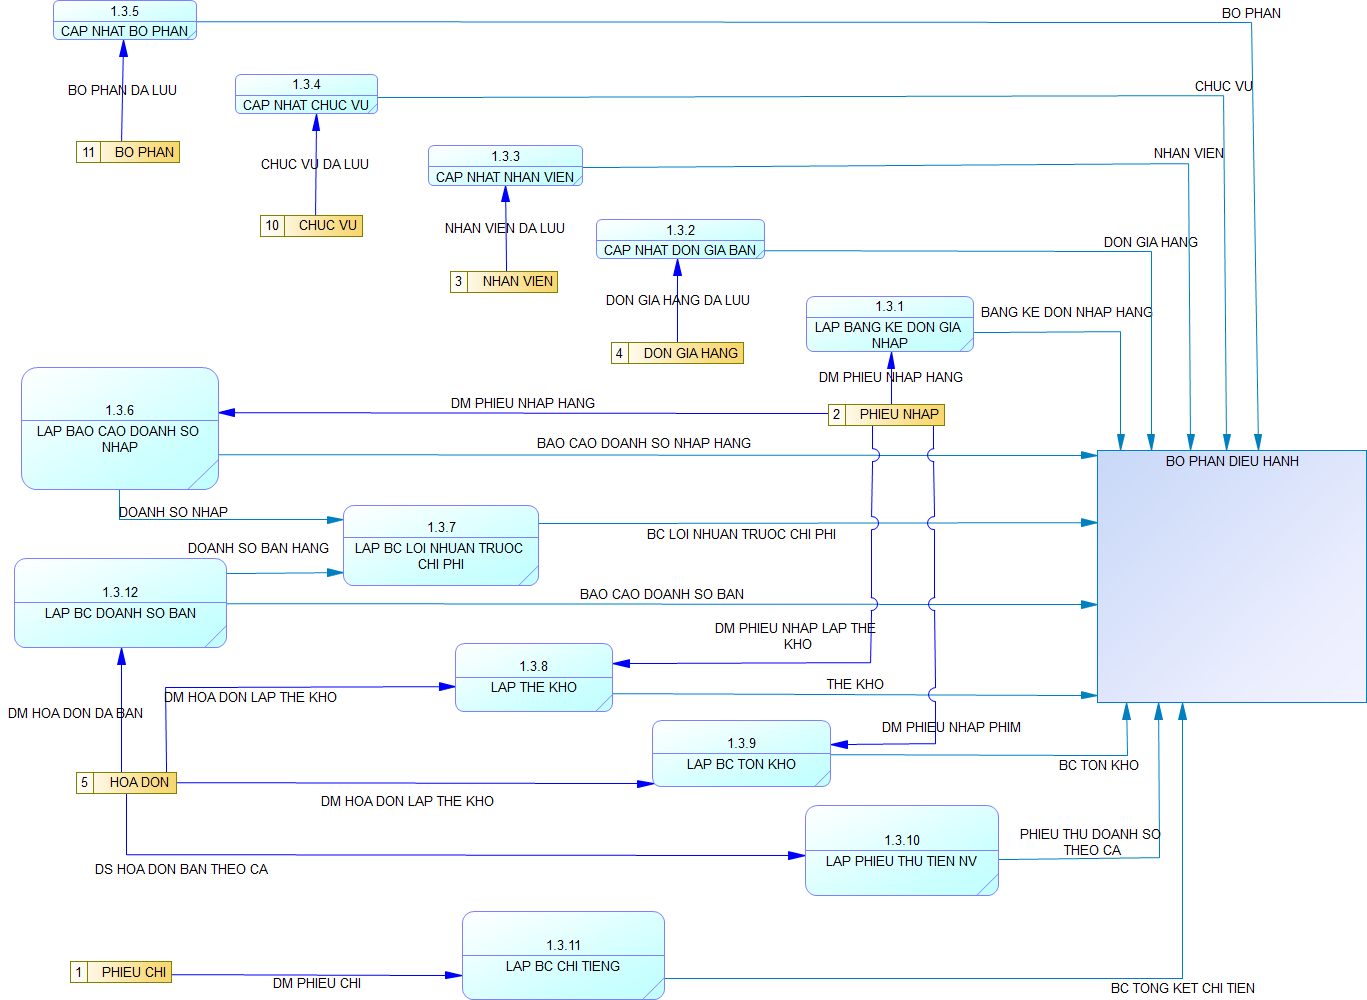 1.3.5
CAP NHAT BO PHAN
BO PHAN
BO PHAN DA LUU
11 BO PHAN
1.3.4
CAP NHAT CHUC VU
CHUC VU
CHUC VU DA LUU
10 CHUC VU
1.3.3
CAP NHAT NHAN VIEN
NHAN VIEN
NHAN VIEN DA LUU
3 NHAN VIEN
1.3.2
CAP NHAT DON GIA BAN
DON GIA HANG
DON GIA HANG DA LUU
4 DON GIA HANG
1.3.1
LAP BANG KE DON GIA
NHAP
BANG KE DON NHAP HANG
DM PHIEU NHAP HANG
2 PHIEU NHAP
1.3.6
LAP BAO CAO DOANH SO
NHAP
DM PHIEU NHAP HANG
BAO CAO DOANH SO NHAP HANG
BO PHAN DIEU HANH
DOANH SO NHAP
1.3.7
LAP BC LOI NHUAN TRUOC
CHI PHI
BC LOI NHUAN TRUOC CHI PHI
DOANH SO BAN HANG
1.3.12
LAP BC DOANH SO BAN
BAO CAO DOANH SO BAN
DM PHIEU NHAP LAP THE
KHO
1.3.8
LAP THE KHO
THE KHO
DM HOA DON LAP THE KHO
DM HOA DON DA BAN
DM PHIEU NHAP PHIM
1.3.9
LAP BC TON KHO
BC TON KHO
5 HOA DON
DM HOA DON LAP THE KHO
1.3.10
LAP PHIEU THU TIEN NV
PHIEU THU DOANH SO
THEO CA
DS HOA DON BAN THEO CA
1.3.11
LAP BC CHI TIENG
1 PHIEU CHI
DM PHIEU CHI
BC TONG KET CHI TIEN